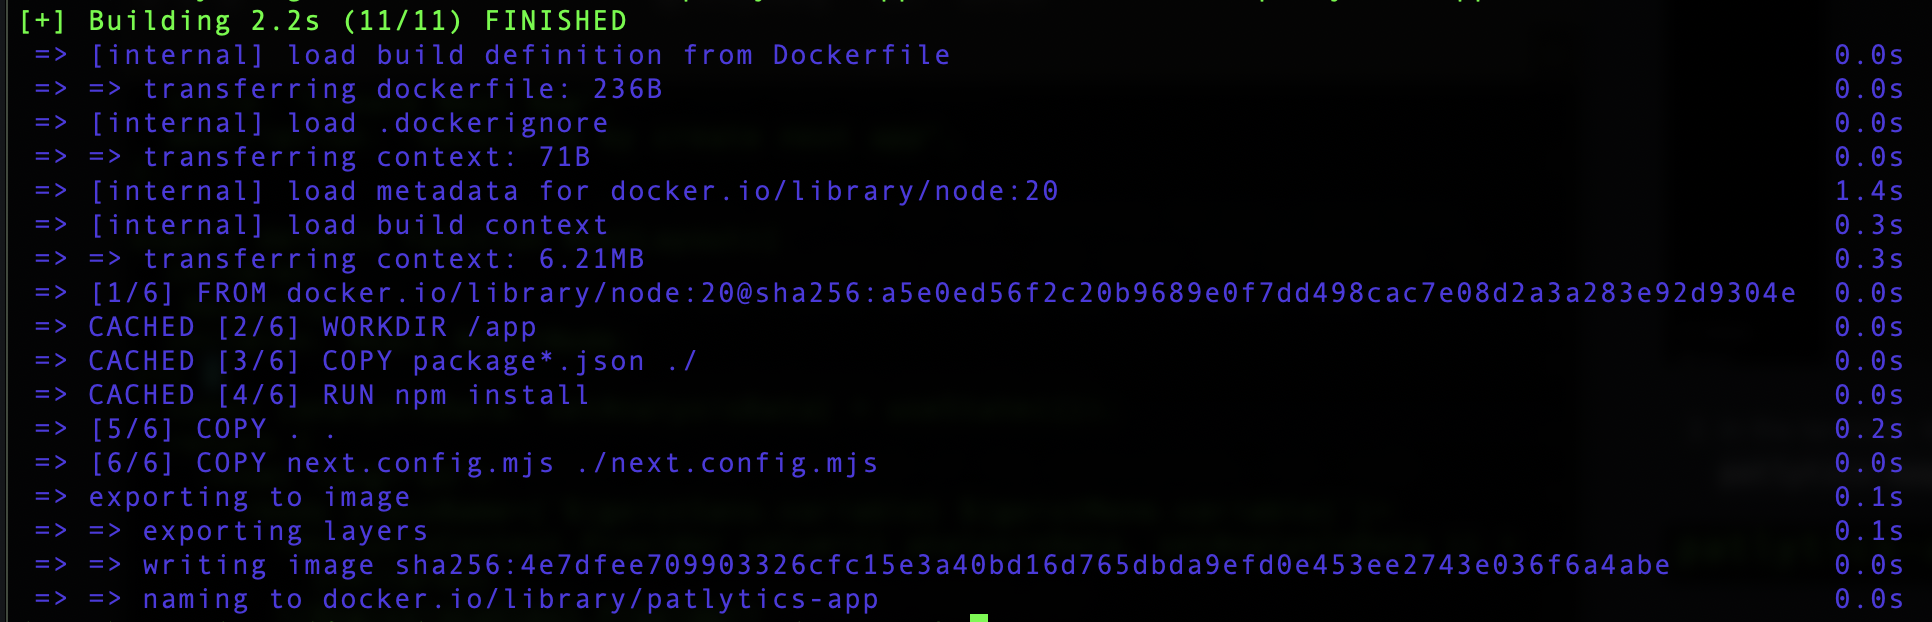 [+] Building 2.2s (11/11) FINISHED
=> [internal] load build definition from Dockerfile 0.0s
=> => transferring dockerfile: 236B 0.0s
=> [internal] load .dockerignore 0.0s
=> => transferring context: 71B 0.0s
=> [internal] load metadata for docker.io/library/node:20 1.4s
=> [internal] load build context 0.3s
=> => transferring context: 6.21MB 0.3s
=> [1/6] FROM docker.io/library/node:20@sha256:a5e0ed56f2c20b9689e0f7dd498cac7e08d2a3a283e92d9304e 0.0s
=> CACHED [2/6] WORKDIR /app 0.0s
=> CACHED [3/6] COPY package*.json ./ 0.0s
=> CACHED [4/6] RUN npm install 0.0s
=> [5/6] COPY . . 0.2s
=> [6/6] COPY next.config.mjs ./next.config.mjs 0.0s
=> exporting to image 0.1s
=> => exporting layers 0.1s
=> => writing image sha256:4e7dfee709903326cfc15e3a40bd16d765dbda9efd0e453ee2743e036f6a4abe 0.0s
=> => naming to docker.io/library/patlytics-app 0.0s